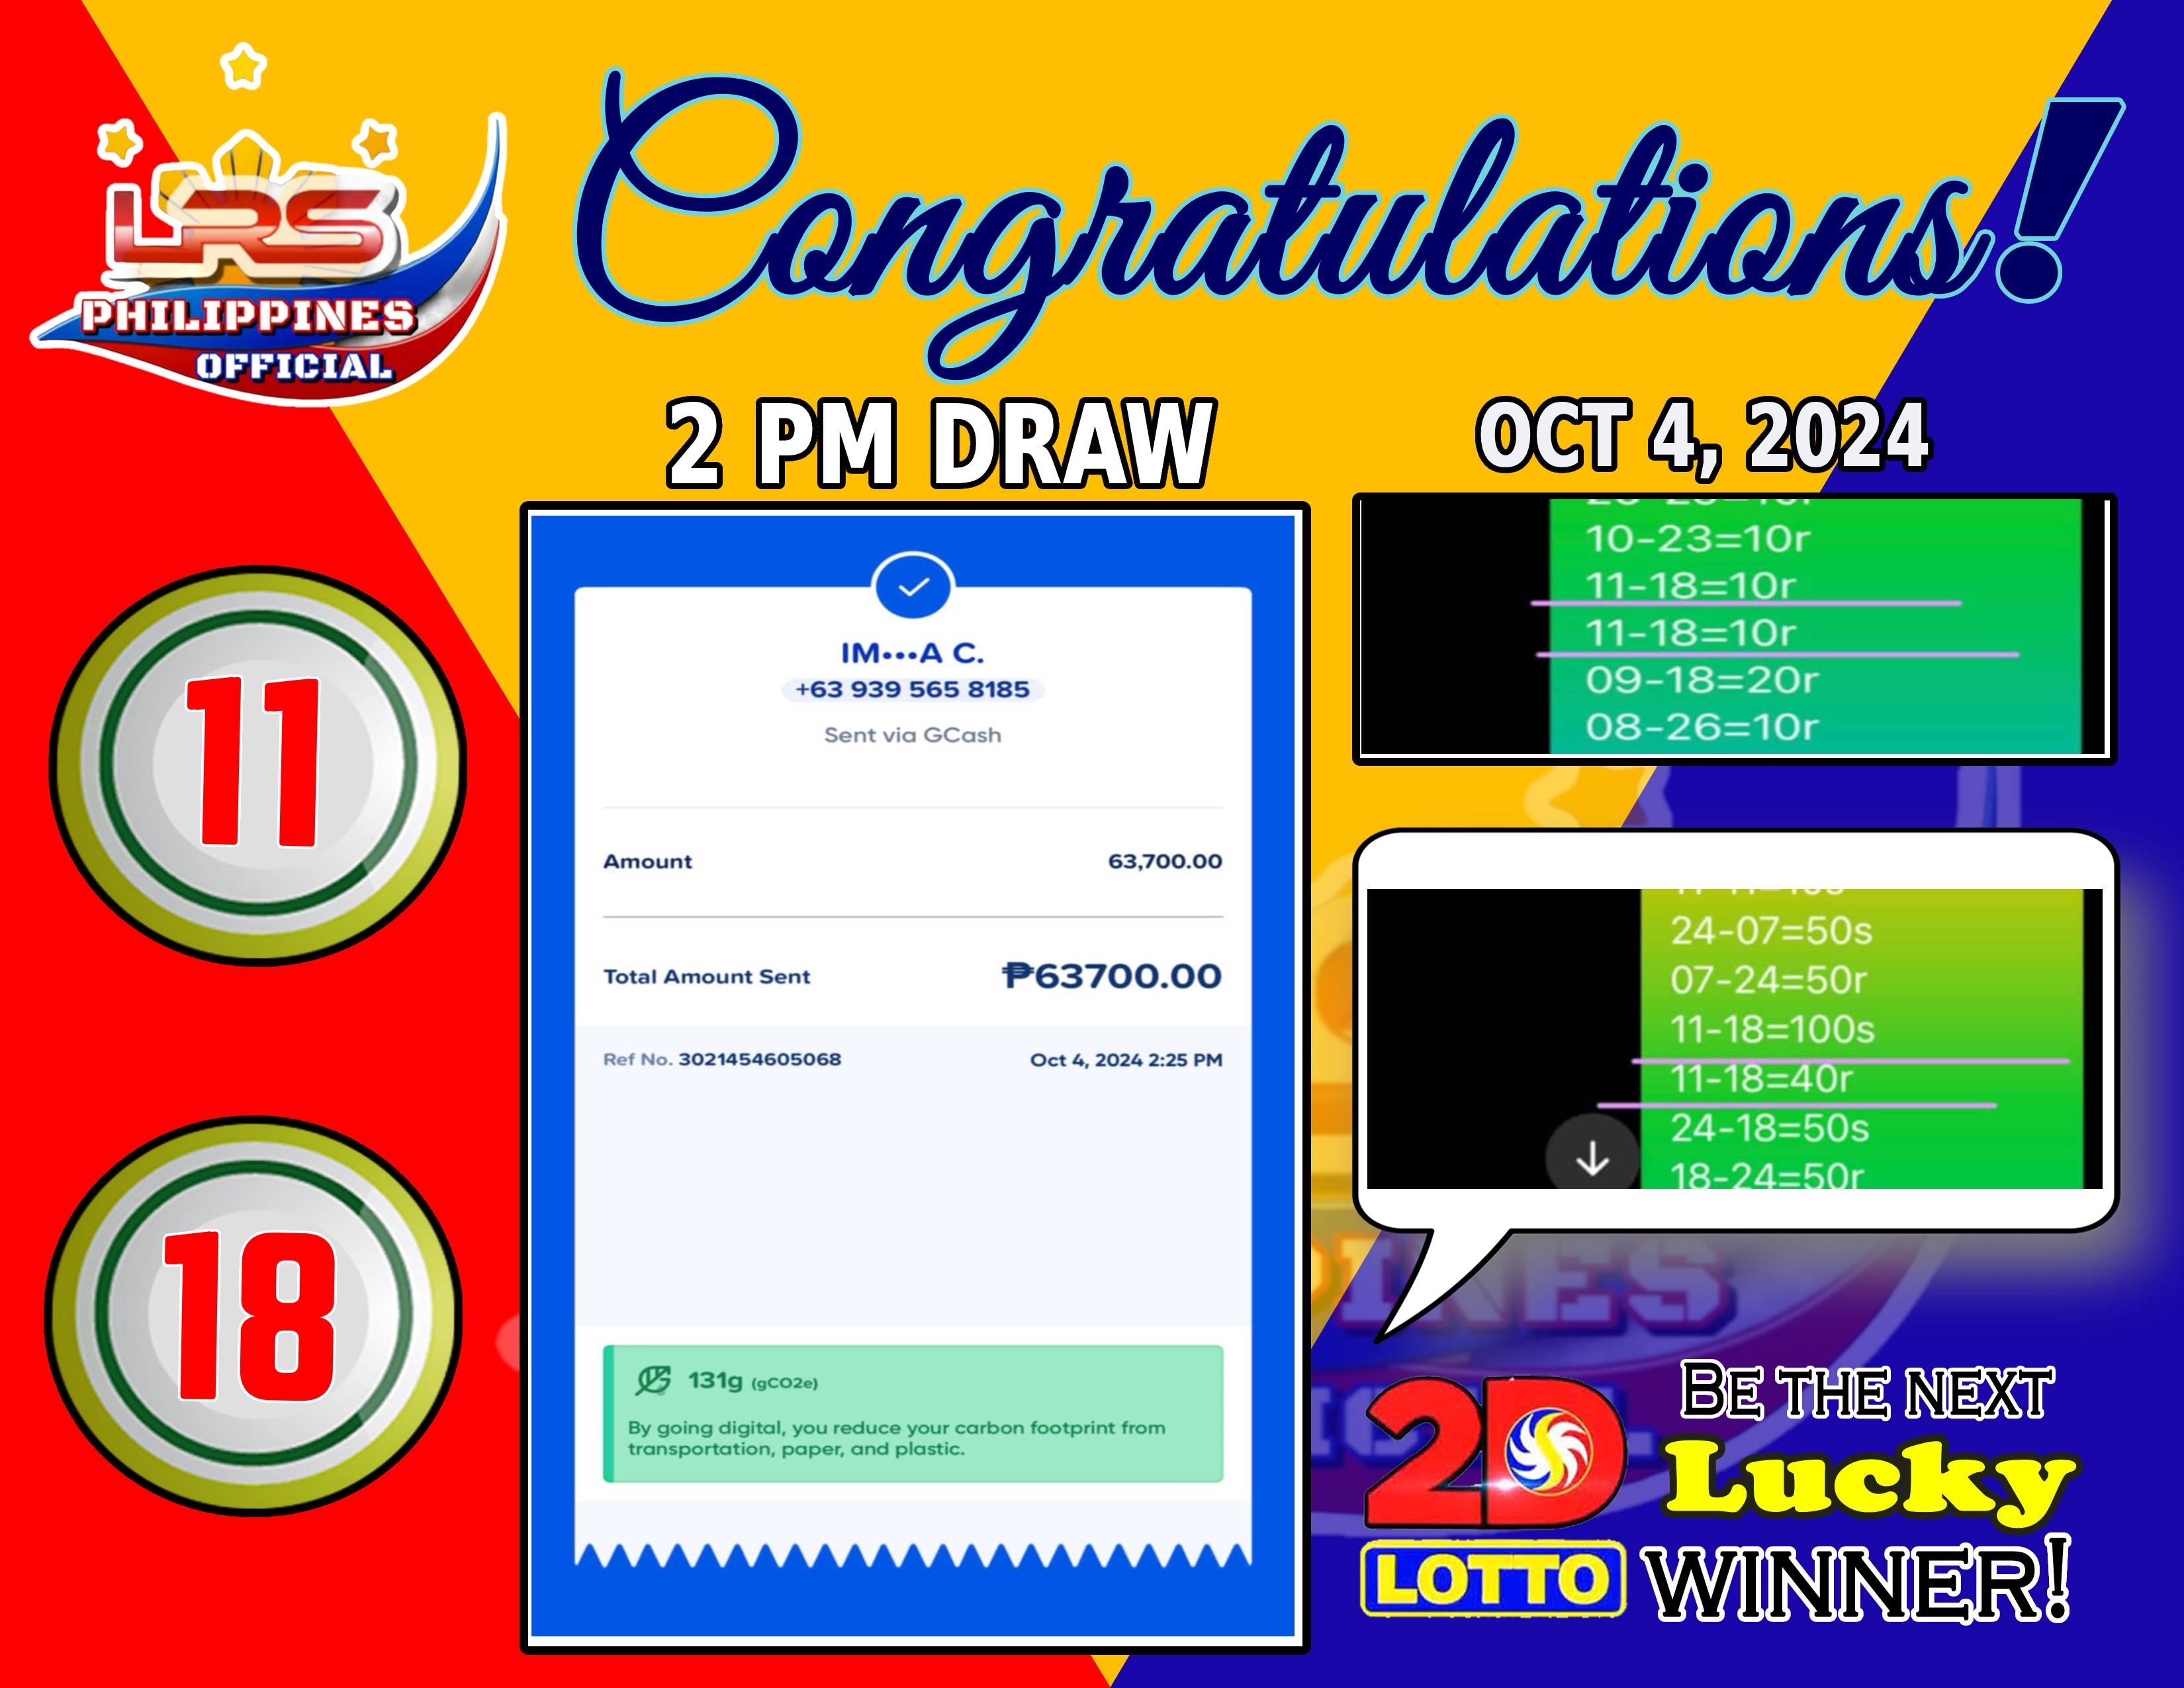 LRS
PHILIPPINES
OFFICIAL
Congratulations!
2 PM DRAW
OCT 4, 2024
11
18
IM•••A C.
+63 939 565 8185
Sent via GCash
Amount 63,700.00
Total Amount Sent ₱63700.00
Ref No. 3021454605068 Oct 4, 2024 2:25 PM
131g (gCO2e)
By going digital, you reduce your carbon footprint from
transportation, paper, and plastic.
10-23=10r
11-18=10r
11-18=10r
09-18=20r
08-26=10r
24-07=50s
07-24=50r
11-18=100s
11-18=40r
24-18=50s
18-24=50r
2D
LOTTO
BE THE NEXT
Lucky
WINNER!